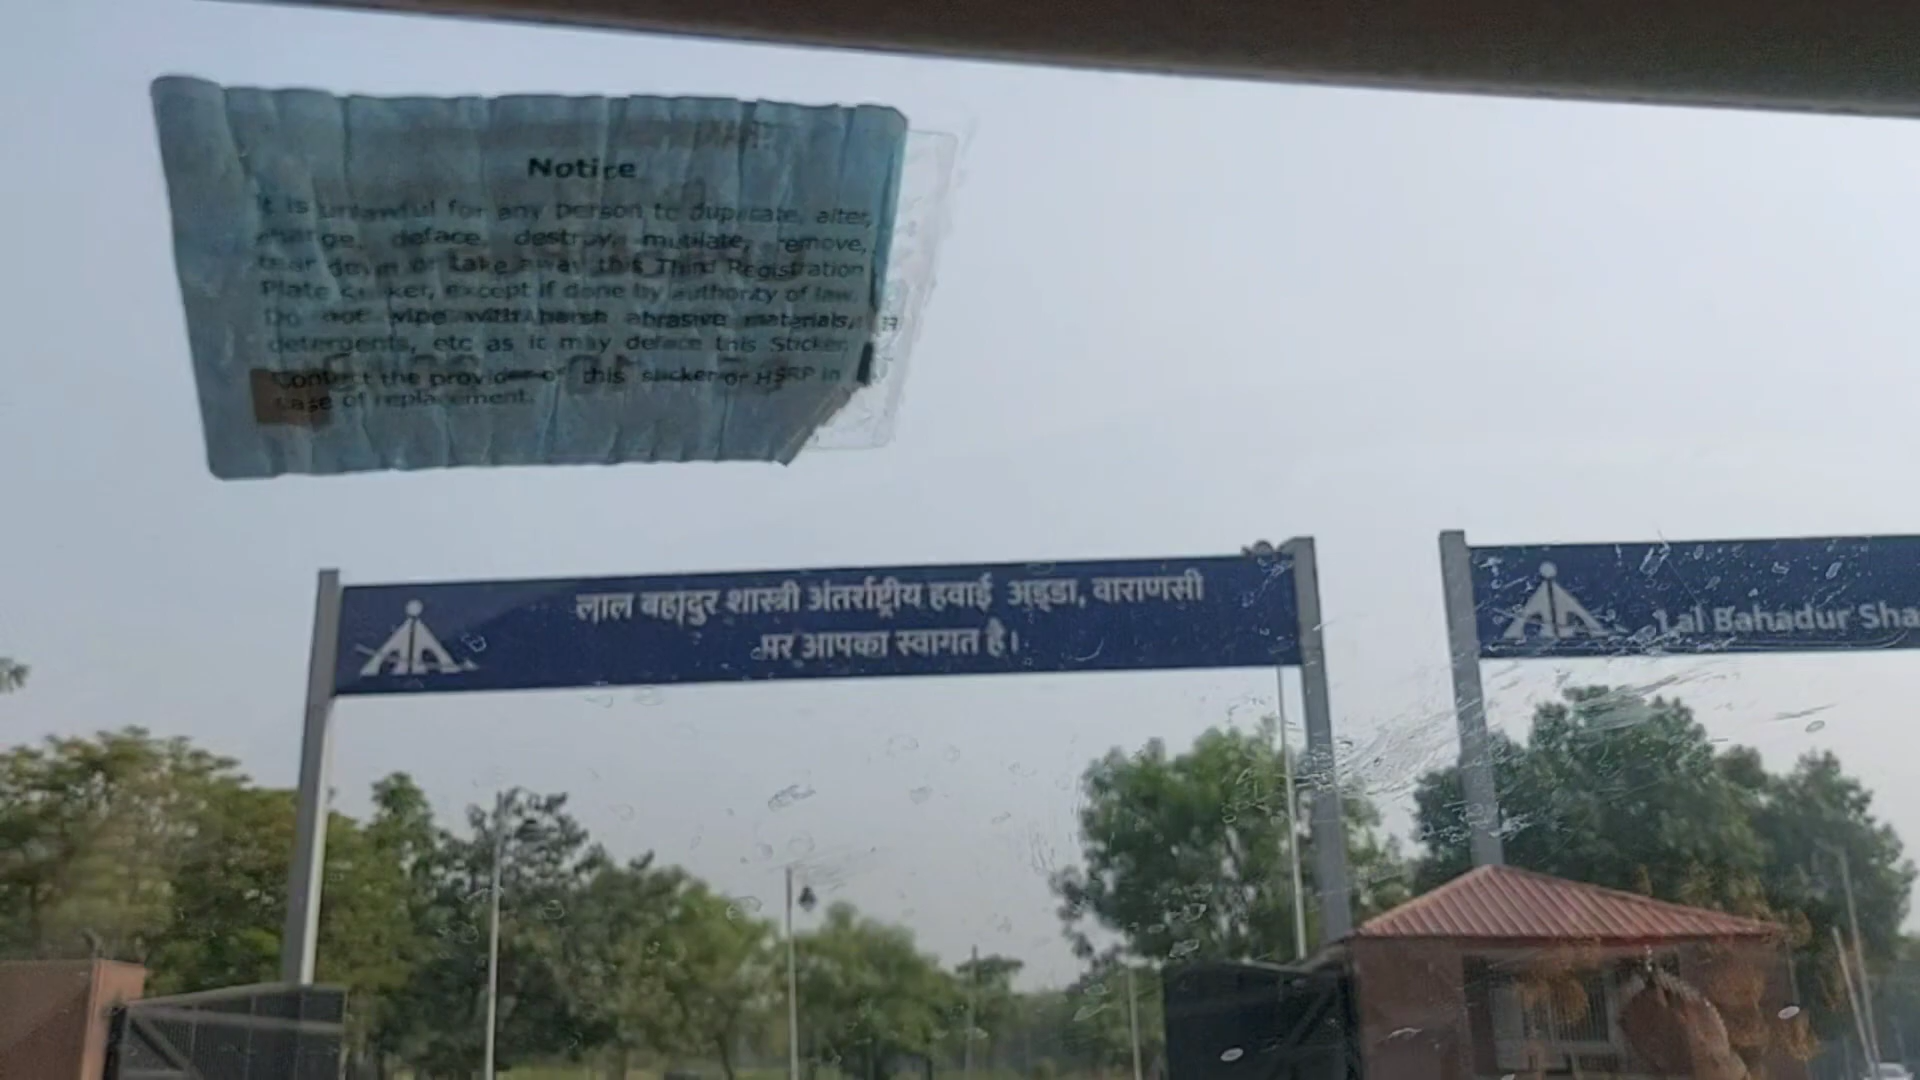 Notice
It is unlawful for any person to duplicate, alter,
change, deface, destroy, mutilate, remove,
tear down or take away this Third Registration
Plate Sticker, except if done by authority of law.
Do not wipe with harsh abrasive materials,
detergents, etc as it may deface this Sticker.
Contact the provider of this sticker or HSRP in
case of replacement.
लाल बहादुर शास्त्री अंतर्राष्ट्रीय हवाई अड्डा, वाराणसी
पर आपका स्वागत है।
Lal Bahadur Sha